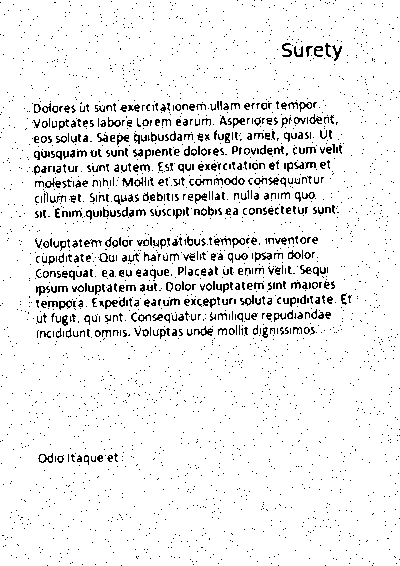 Surety
Dolores ut sunt exercitationem ullam error tempor.
Voluptates labore Lorem earum. Asperiores provident,
eos soluta. Saepe quibusdam ex fugit, amet, quasi. Ut
quisquam ut sunt sapiente dolores. Provident, cum velit
pariatur, sunt autem. Est qui exercitation et ipsam et
molestiae nihil. Mollit et sit commodo consequuntur
cillum et. Sint quas debitis repellat, nulla anim quo
sit. Enim quibusdam suscipit nobis ea consectetur sunt.
Voluptatem dolor voluptatibus tempore, inventore
cupiditate. Qui aut harum velit ea quo ipsam dolor.
Consequat, ea eu eaque. Placeat ut enim velit. Sequi
ipsum voluptatem aut. Dolor voluptatem sint maiores
tempora. Expedita earum excepturi soluta cupiditate. Et
ut fugit, qui sint. Consequatur, similique repudiandae
incididunt omnis. Voluptas unde mollit dignissimos.
Odio itaque et